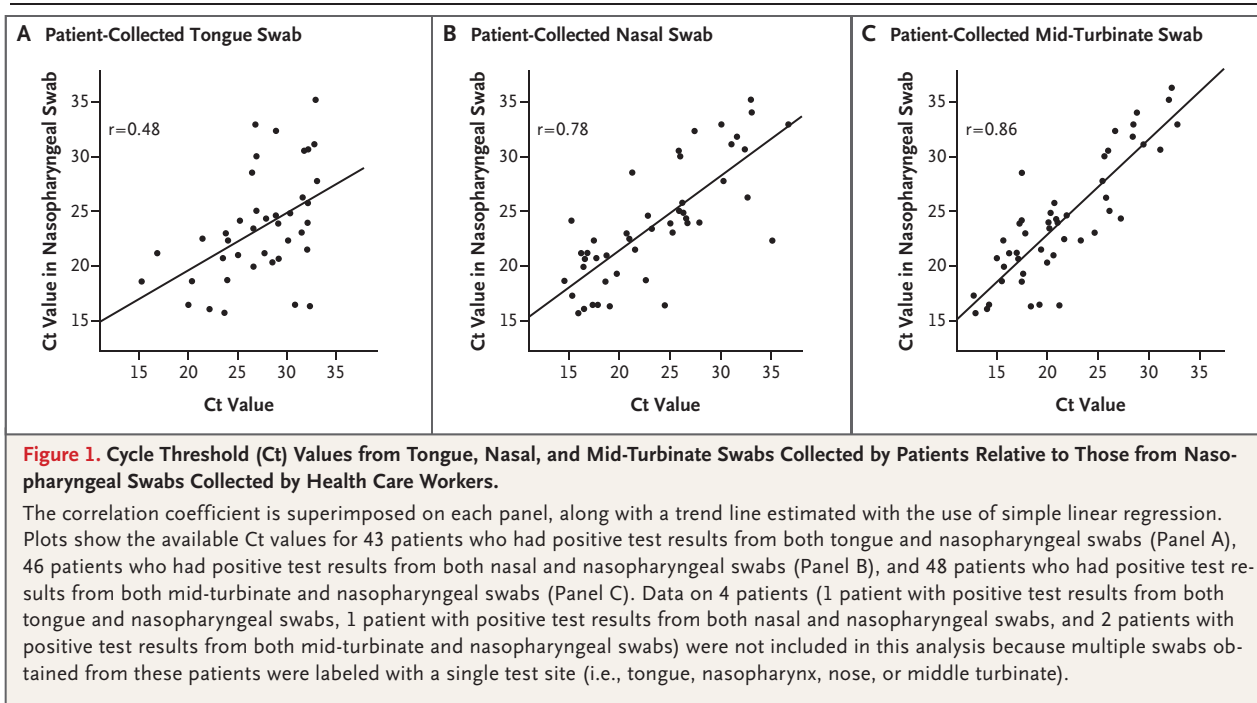 A Patient-Collected Tongue Swab
Ct Value in Nasopharyngeal Swab
35
30
25
20
15
r=0.48
15 20 25 30 35
Ct Value
B Patient-Collected Nasal Swab
Ct Value in Nasopharyngeal Swab
35
30
25
20
15
r=0.78
15 20 25 30 35
Ct Value
C Patient-Collected Mid-Turbinate Swab
Ct Value in Nasopharyngeal Swab
35
30
25
20
15
r=0.86
15 20 25 30 35
Ct Value
Figure 1. Cycle Threshold (Ct) Values from Tongue, Nasal, and Mid-Turbinate Swabs Collected by Patients Relative to Those from Naso-
pharyngeal Swabs Collected by Health Care Workers.
The correlation coefficient is superimposed on each panel, along with a trend line estimated with the use of simple linear regression.
Plots show the available Ct values for 43 patients who had positive test results from both tongue and nasopharyngeal swabs (Panel A),
46 patients who had positive test results from both nasal and nasopharyngeal swabs (Panel B), and 48 patients who had positive test re-
sults from both mid-turbinate and nasopharyngeal swabs (Panel C). Data on 4 patients (1 patient with positive test results from both
tongue and nasopharyngeal swabs, 1 patient with positive test results from both nasal and nasopharyngeal swabs, and 2 patients with
positive test results from both mid-turbinate and nasopharyngeal swabs) were not included in this analysis because multiple swabs ob-
tained from these patients were labeled with a single test site (i.e., tongue, nasopharynx, nose, or middle turbinate).